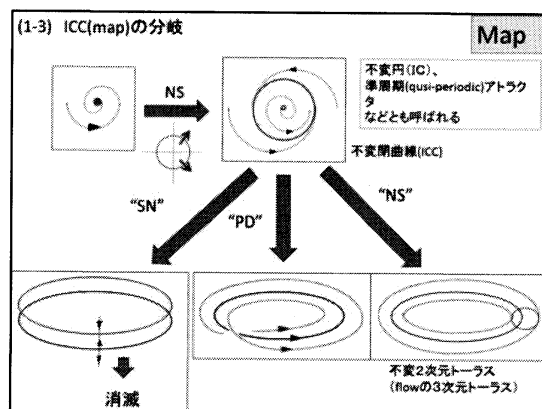 (1-3) ICC(map)の分岐
Map
NS
不変円(IC)、
準周期(qusi-periodic)アトラク
タ
などとも呼ばれる
不変閉曲線(ICC)
"SN"
"PD"
"NS"
消滅
不変2次元トーラス
(flowの3次元トーラス)